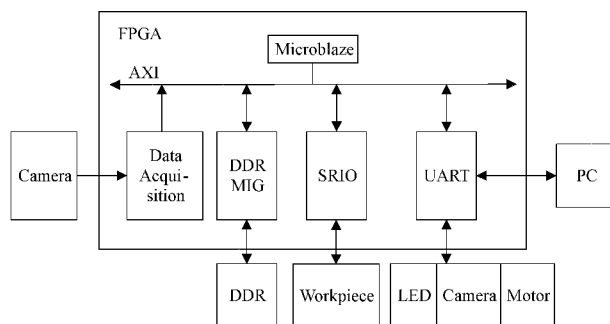 FPGA
Microblaze
AXI
Camera
Data
Acqui-
sition
DDR
MIG
SRIO
UART
PC
DDR
Workpiece
LED
Camera
Motor